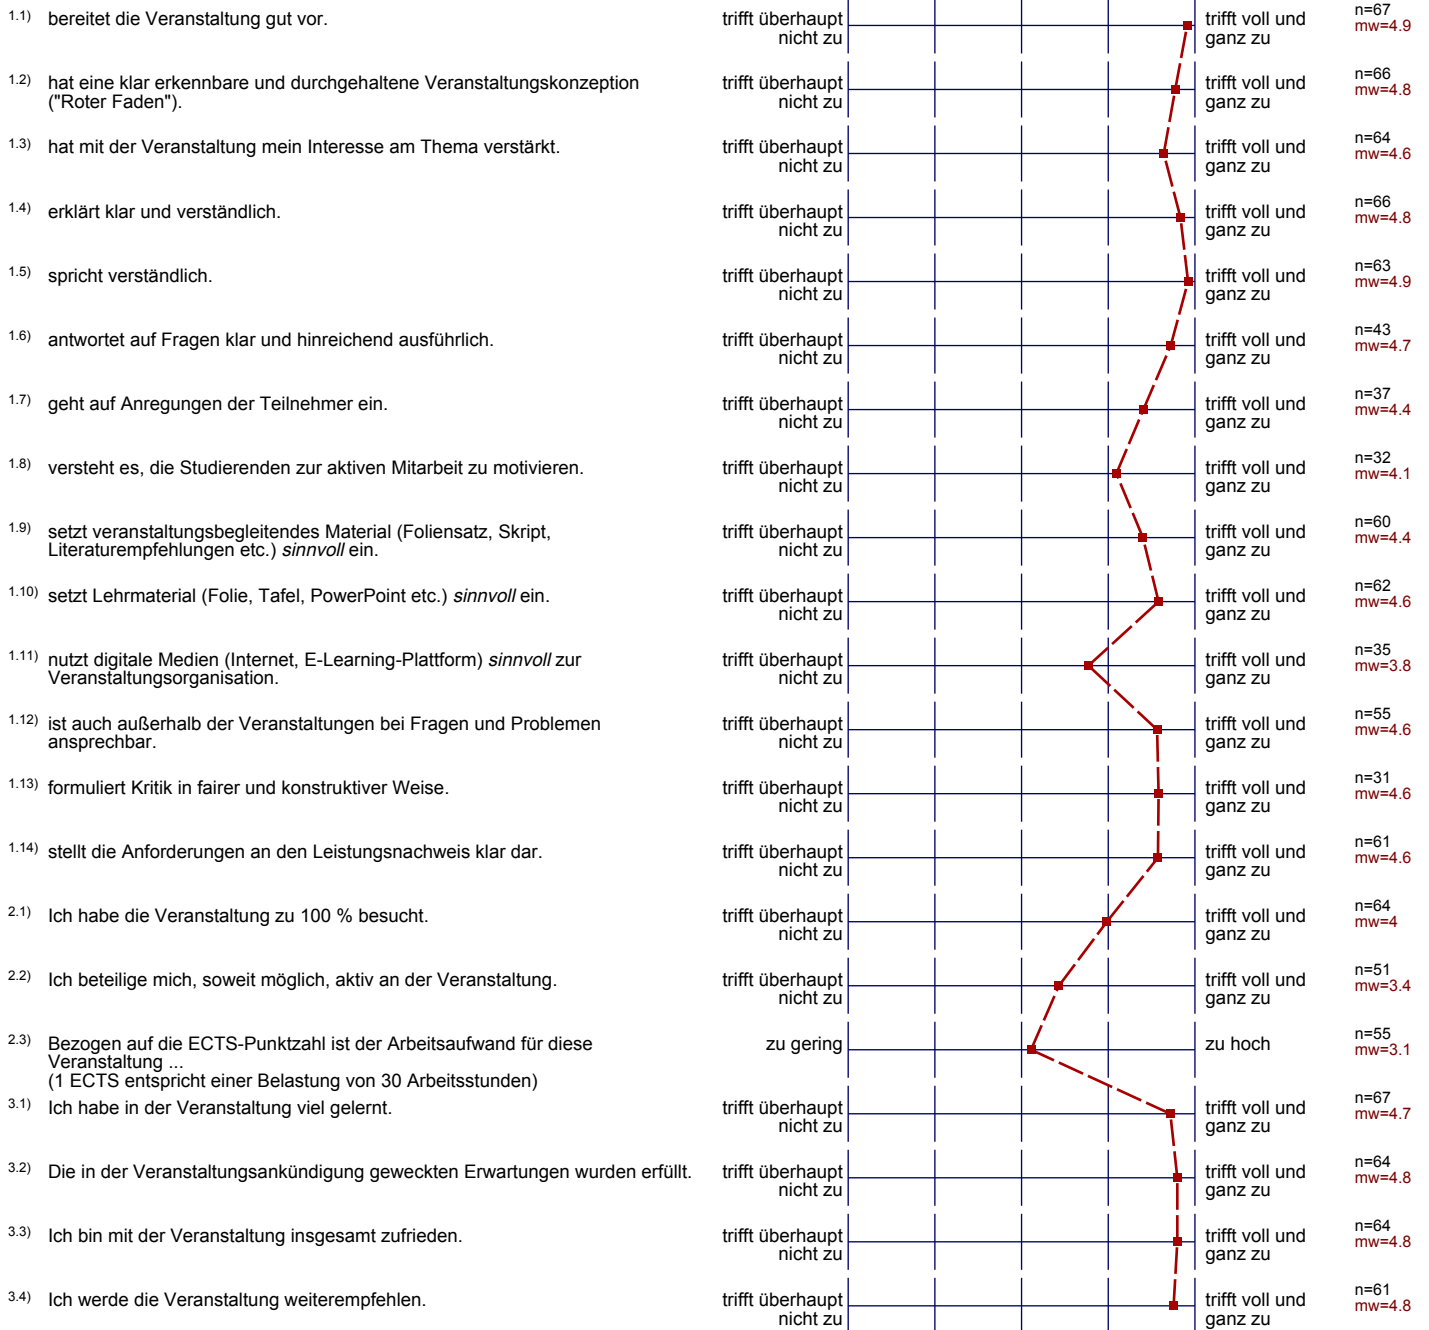 1.1) bereitet die Veranstaltung gut vor.
trifft überhaupt
nicht zu
trifft voll und
ganz zu
n=67
mw=4.9
1.2) hat eine klar erkennbare und durchgehaltene Veranstaltungskonzeption
("Roter Faden").
trifft überhaupt
nicht zu
trifft voll und
ganz zu
n=66
mw=4.8
1.3) hat mit der Veranstaltung mein Interesse am Thema verstärkt.
trifft überhaupt
nicht zu
trifft voll und
ganz zu
n=64
mw=4.6
1.4) erklärt klar und verständlich.
trifft überhaupt
nicht zu
trifft voll und
ganz zu
n=66
mw=4.8
1.5) spricht verständlich.
trifft überhaupt
nicht zu
trifft voll und
ganz zu
n=63
mw=4.9
1.6) antwortet auf Fragen klar und hinreichend ausführlich.
trifft überhaupt
nicht zu
trifft voll und
ganz zu
n=43
mw=4.7
1.7) geht auf Anregungen der Teilnehmer ein.
trifft überhaupt
nicht zu
trifft voll und
ganz zu
n=37
mw=4.4
1.8) versteht es, die Studierenden zur aktiven Mitarbeit zu motivieren.
trifft überhaupt
nicht zu
trifft voll und
ganz zu
n=32
mw=4.1
1.9) setzt veranstaltungsbegleitendes Material (Foliensatz, Skript,
Literaturempfehlungen etc.) sinnvoll ein.
trifft überhaupt
nicht zu
trifft voll und
ganz zu
n=60
mw=4.4
1.10) setzt Lehrmaterial (Folie, Tafel, PowerPoint etc.) sinnvoll ein.
trifft überhaupt
nicht zu
trifft voll und
ganz zu
n=62
mw=4.6
1.11) nutzt digitale Medien (Internet, E-Learning-Plattform) sinnvoll zur
Veranstaltungsorganisation.
trifft überhaupt
nicht zu
trifft voll und
ganz zu
n=35
mw=3.8
1.12) ist auch außerhalb der Veranstaltungen bei Fragen und Problemen
ansprechbar.
trifft überhaupt
nicht zu
trifft voll und
ganz zu
n=55
mw=4.6
1.13) formuliert Kritik in fairer und konstruktiver Weise.
trifft überhaupt
nicht zu
trifft voll und
ganz zu
n=31
mw=4.6
1.14) stellt die Anforderungen an den Leistungsnachweis klar dar.
trifft überhaupt
nicht zu
trifft voll und
ganz zu
n=61
mw=4.6
2.1) Ich habe die Veranstaltung zu 100 % besucht.
trifft überhaupt
nicht zu
trifft voll und
ganz zu
n=64
mw=4
2.2) Ich beteilige mich, soweit möglich, aktiv an der Veranstaltung.
trifft überhaupt
nicht zu
trifft voll und
ganz zu
n=51
mw=3.4
2.3) Bezogen auf die ECTS-Punktzahl ist der Arbeitsaufwand für diese
Veranstaltung ...
(1 ECTS entspricht einer Belastung von 30 Arbeitsstunden)
zu gering
zu hoch
n=55
mw=3.1
3.1) Ich habe in der Veranstaltung viel gelernt.
trifft überhaupt
nicht zu
trifft voll und
ganz zu
n=67
mw=4.7
3.2) Die in der Veranstaltungsankündigung geweckten Erwartungen wurden erfüllt.
trifft überhaupt
nicht zu
trifft voll und
ganz zu
n=64
mw=4.8
3.3) Ich bin mit der Veranstaltung insgesamt zufrieden.
trifft überhaupt
nicht zu
trifft voll und
ganz zu
n=64
mw=4.8
3.4) Ich werde die Veranstaltung weiterempfehlen.
trifft überhaupt
nicht zu
trifft voll und
ganz zu
n=61
mw=4.8